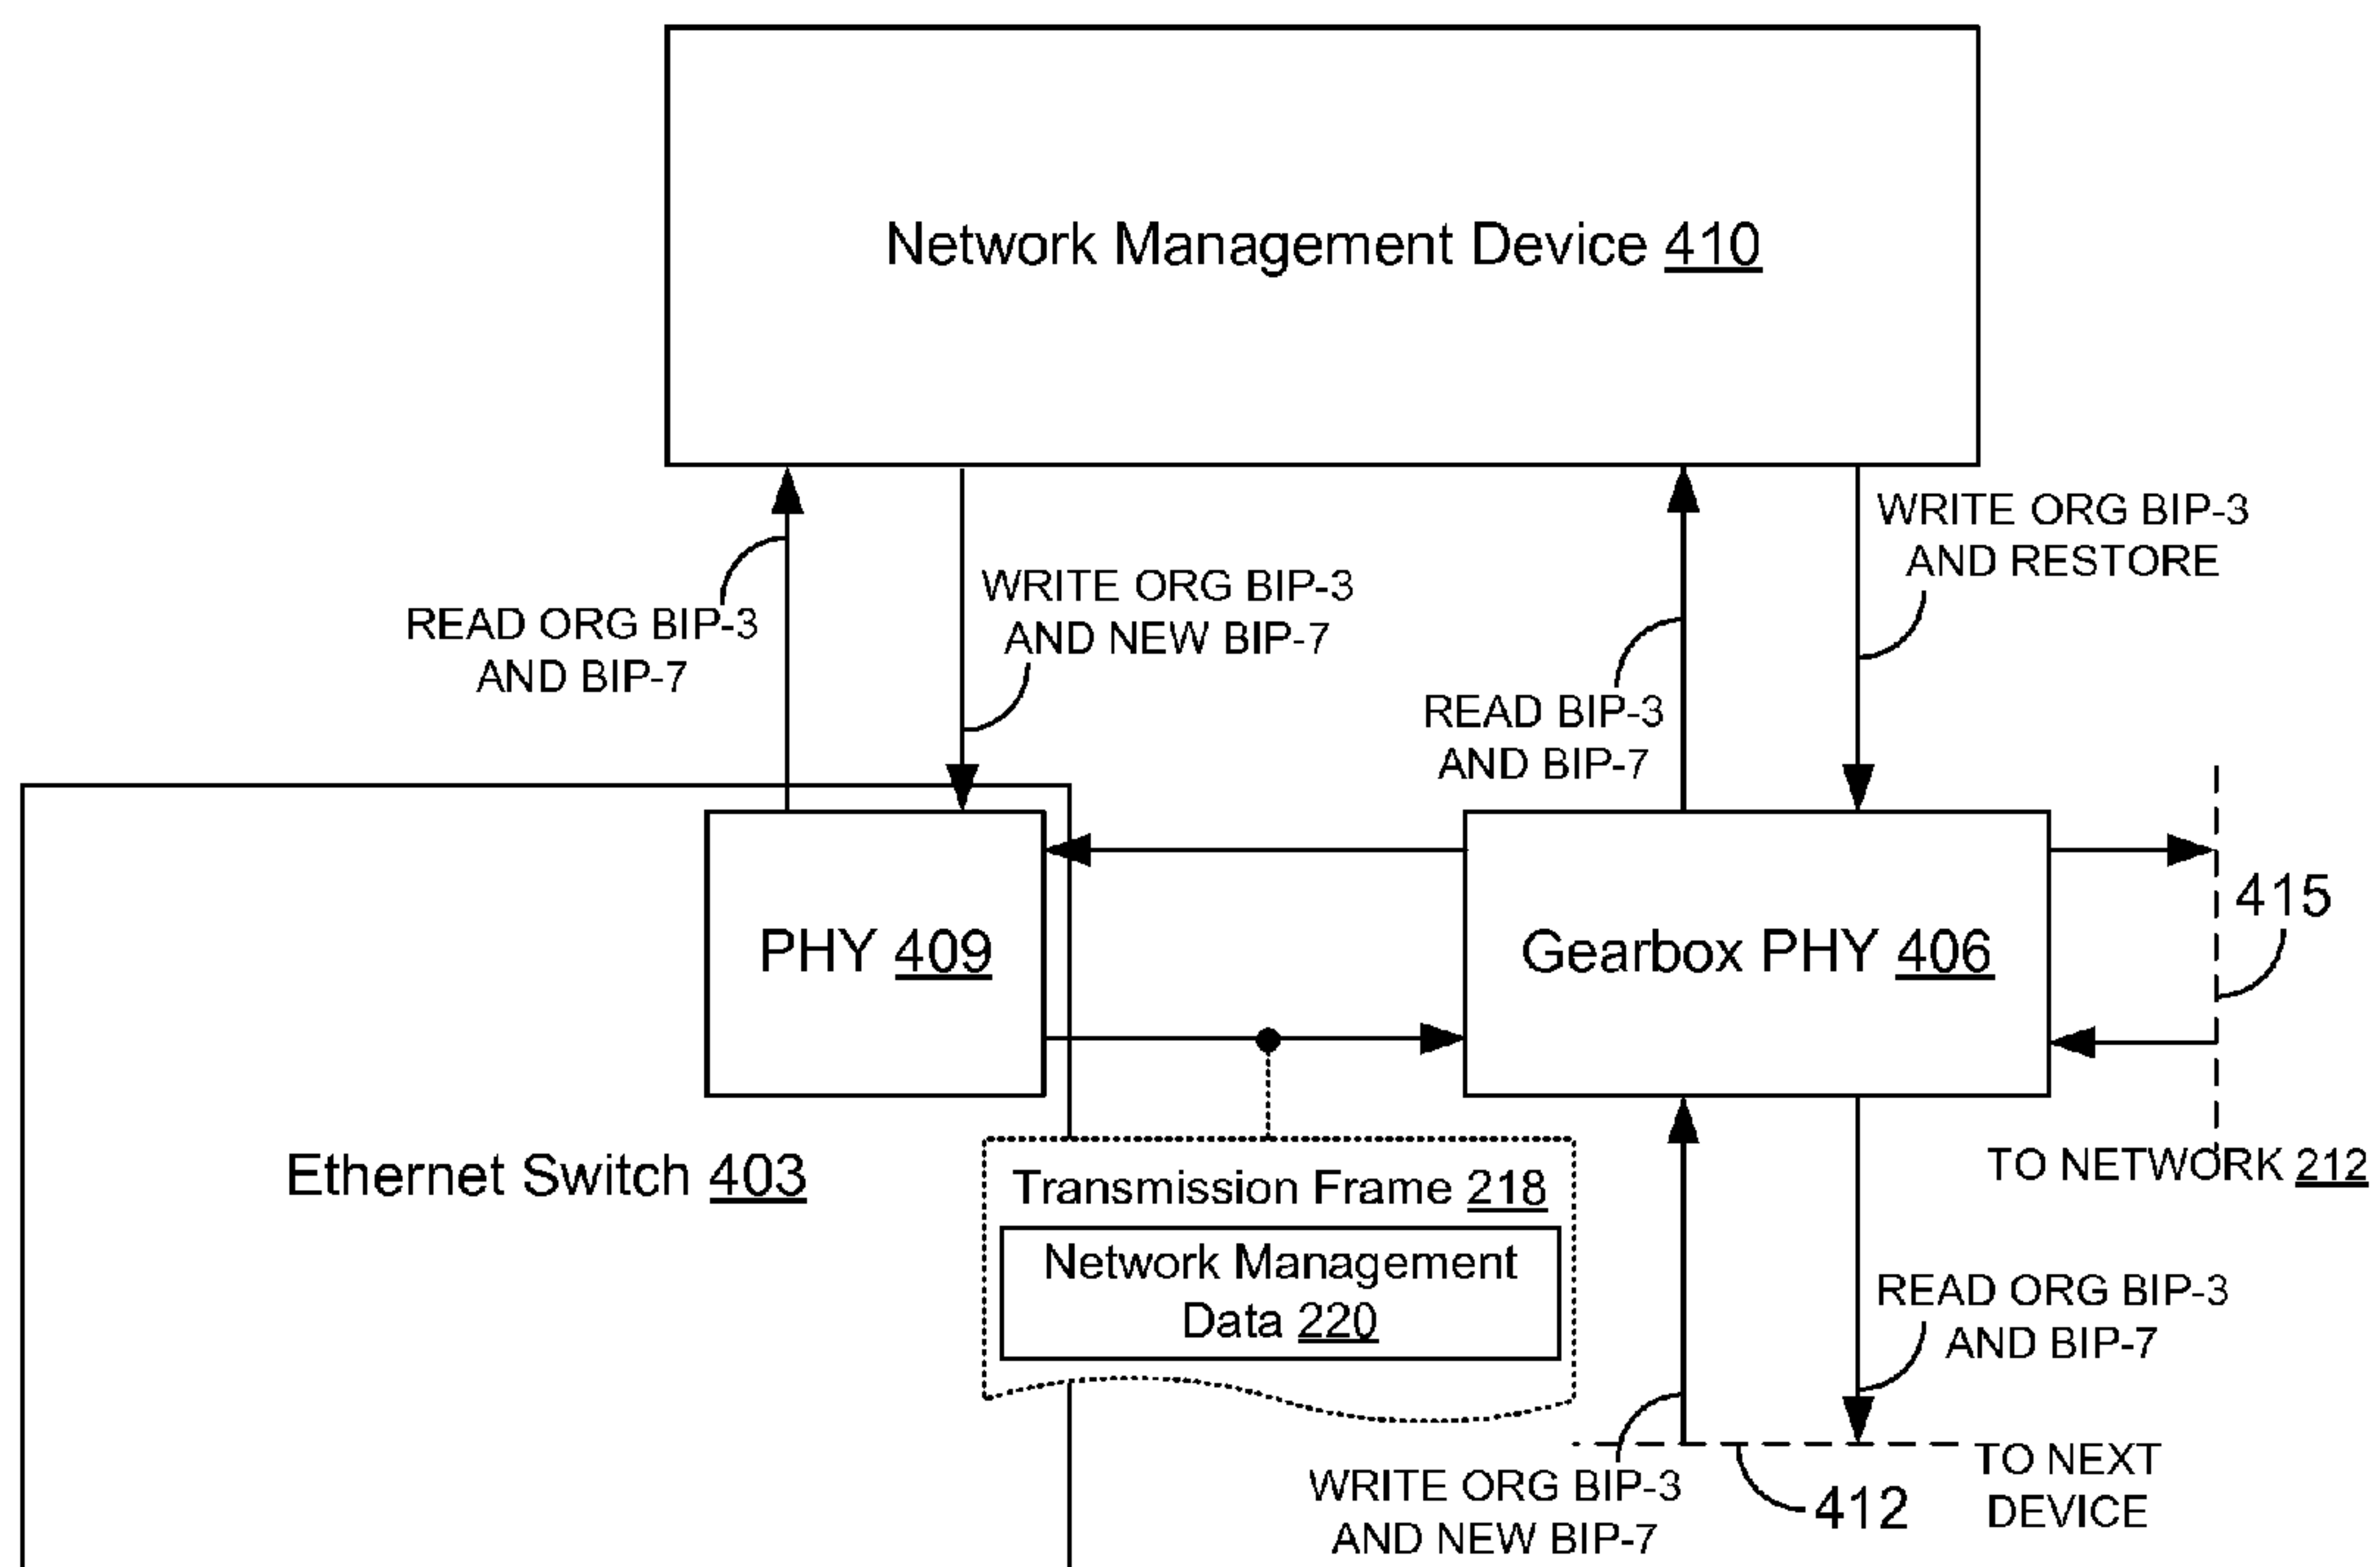 Network Management Device 410
WRITE ORG BIP-3
AND RESTORE
WRITE ORG BIP-3
AND NEW BIP-7
READ ORG BIP-3
AND BIP-7
READ BIP-3
AND BIP-7
415
PHY 409
Gearbox PHY 406
Ethernet Switch 403
TO NETWORK 212
Transmission Frame 218
Network Management
Data 220
READ ORG BIP-3
AND BIP-7
WRITE ORG BIP-3
AND NEW BIP-7
412
TO NEXT
DEVICE